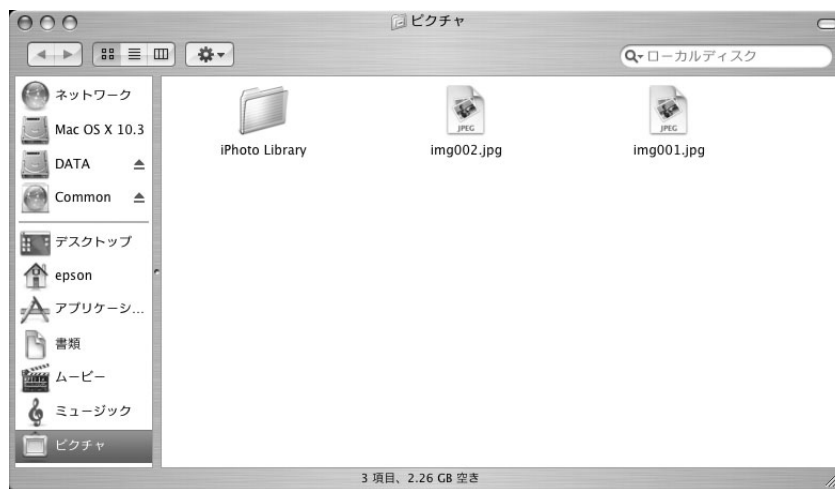 ピクチャ
ローカルディスク
ネットワーク
Mac OS X 10.3
DATA
Common
デスクトップ
epson
アプリケーシ...
書類
ムービー
ミュージック
ピクチャ
iPhoto Library
JPEG
img002.jpg
JPEG
img001.jpg
3 項目、2.26 GB 空き